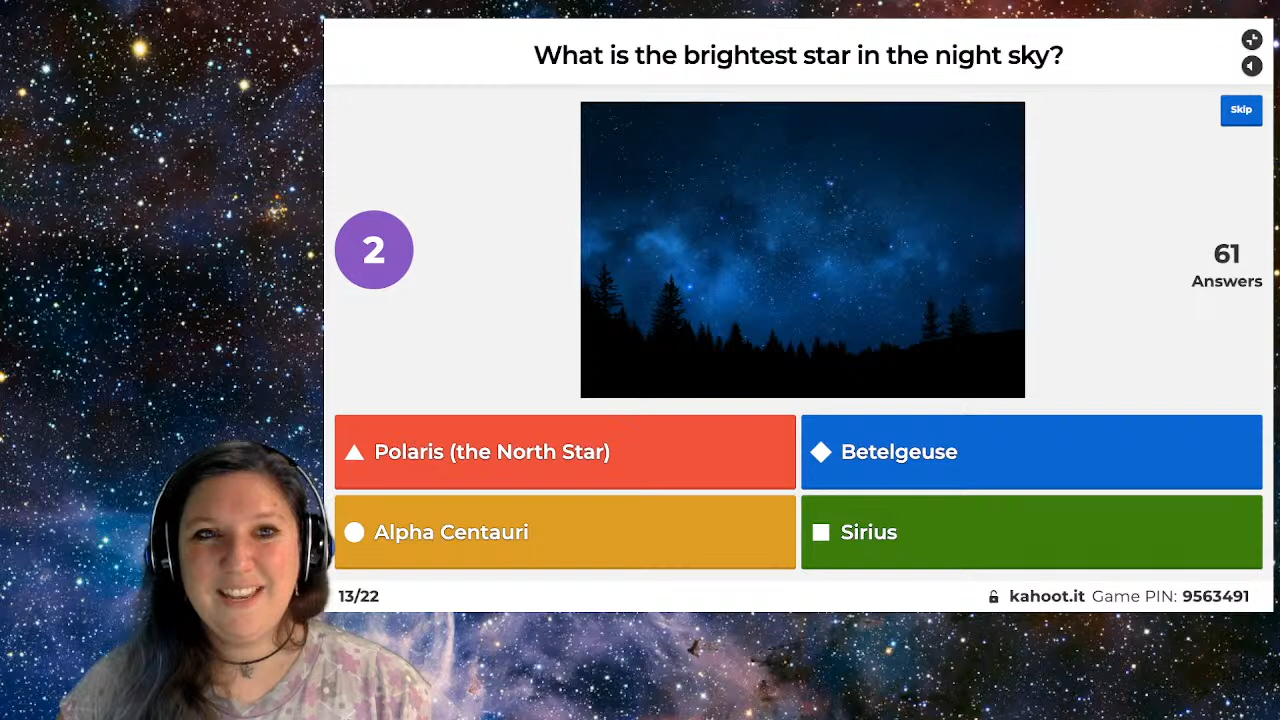 What is the brightest star in the night sky?
Skip
2
61
Answers
Polaris (the North Star)
Betelgeuse
Alpha Centauri
Sirius
13/22
kahoot.it Game PIN: 9563491